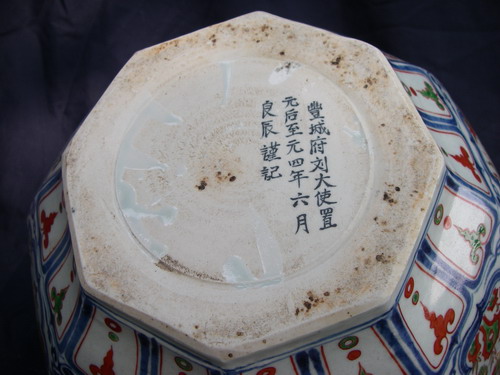 豐城府刘大使置
元后至元四年六月
良辰謹記